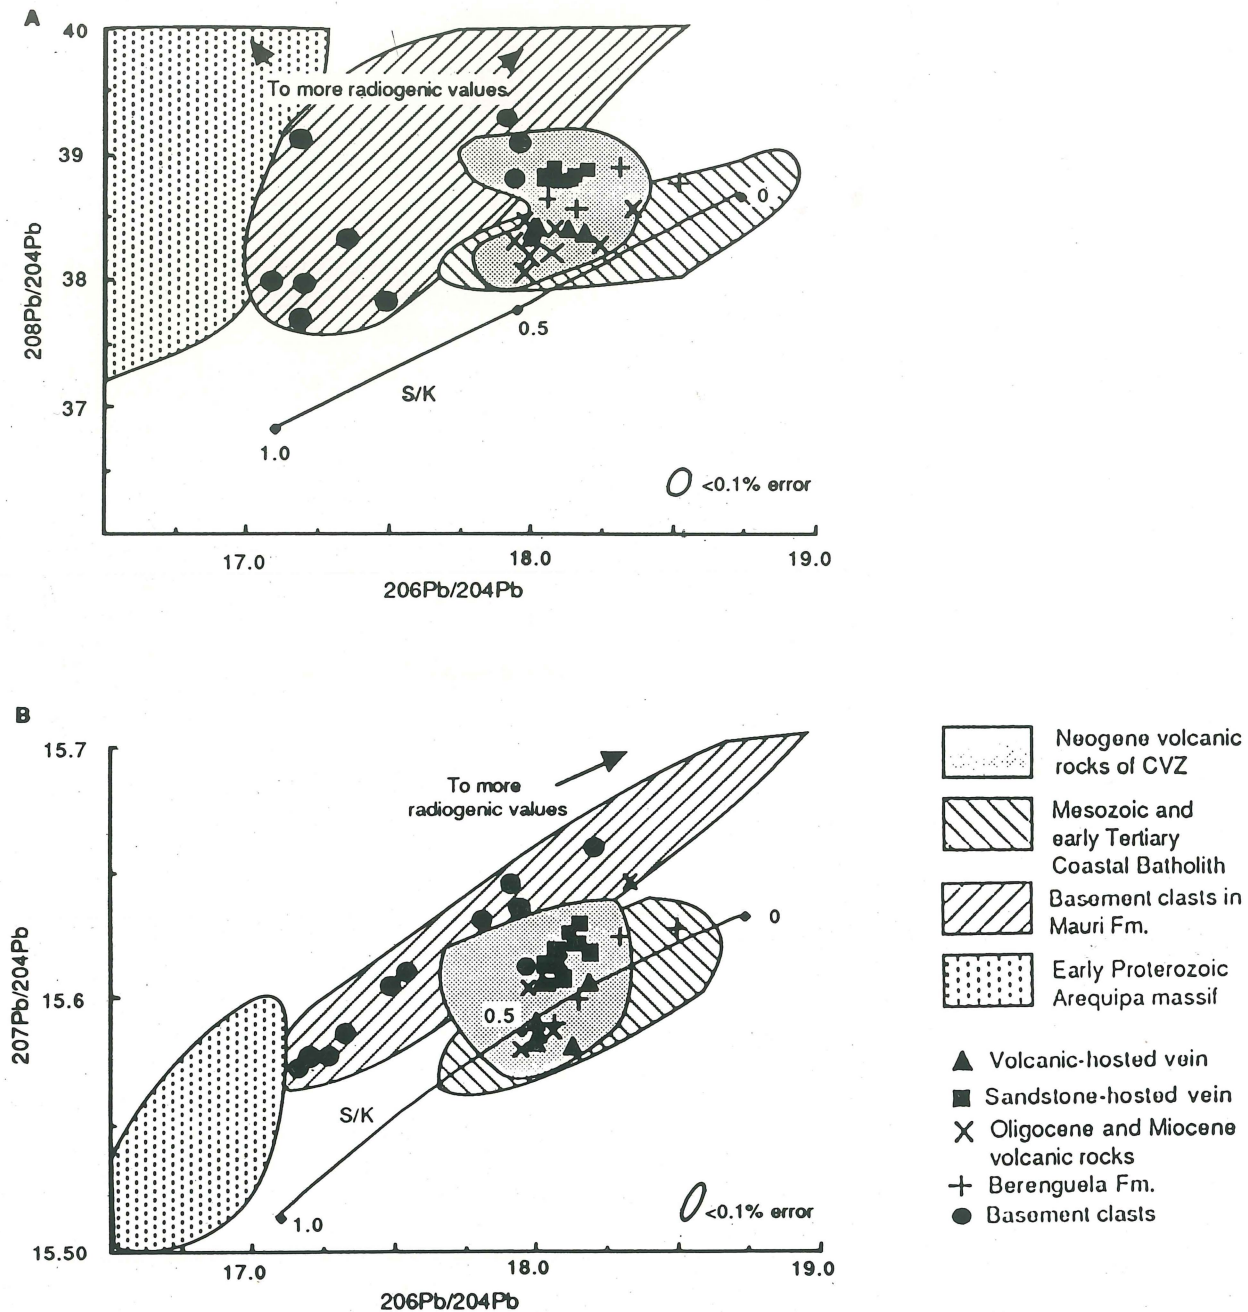 A
40
To more radiogenic values
39
0
208Pb/204Pb
38
0.5
S/K
37
1.0
<0.1% error
17.0
18.0
19.0
206Pb/204Pb
B
15.7
To more
radiogenic values
0
207Pb/204Pb
15.6
0.5
S/K
1.0
<0.1% error
15.50
17.0
18.0
19.0
206Pb/204Pb
Neogene volcanic
rocks of CVZ
Mesozoic and
early Tertiary
Coastal Batholith
Basement clasts in
Mauri Fm.
Early Proterozoic
Arequipa massif
Volcanic-hosted vein
Sandstone-hosted vein
Oligocene and Miocene
volcanic rocks
Berenguela Fm.
Basement clasts